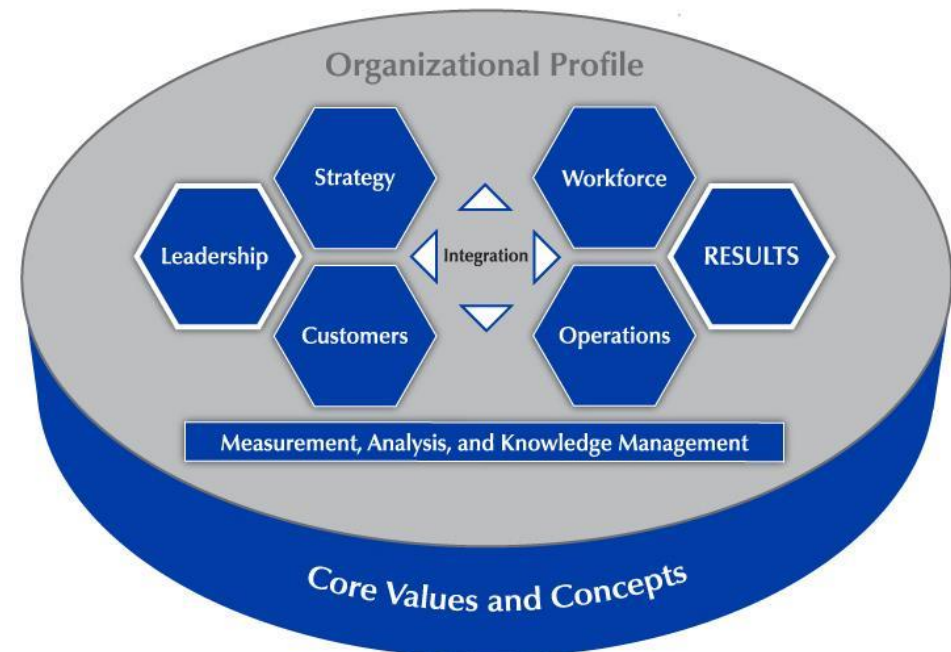 Organizational Profile
Strategy
Workforce
Leadership
Integration
RESULTS
Customers
Operations
Measurement, Analysis, and Knowledge Management
Core Values and Concepts